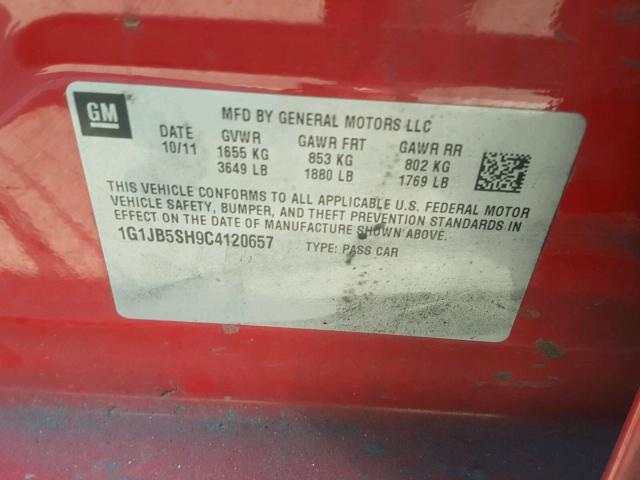 GM
MFD BY GENERAL MOTORS LLC
DATE GVWR GAWR FRT GAWR RR
10/11 1655 KG 853 KG 802 KG
3649 LB 1880 LB 1769 LB
THIS VEHICLE CONFORMS TO ALL APPLICABLE U.S. FEDERAL MOTOR
VEHICLE SAFETY, BUMPER, AND THEFT PREVENTION STANDARDS IN
EFFECT ON THE DATE OF MANUFACTURE SHOWN ABOVE.
1G1JB5SH9C4120657 TYPE: PASS CAR